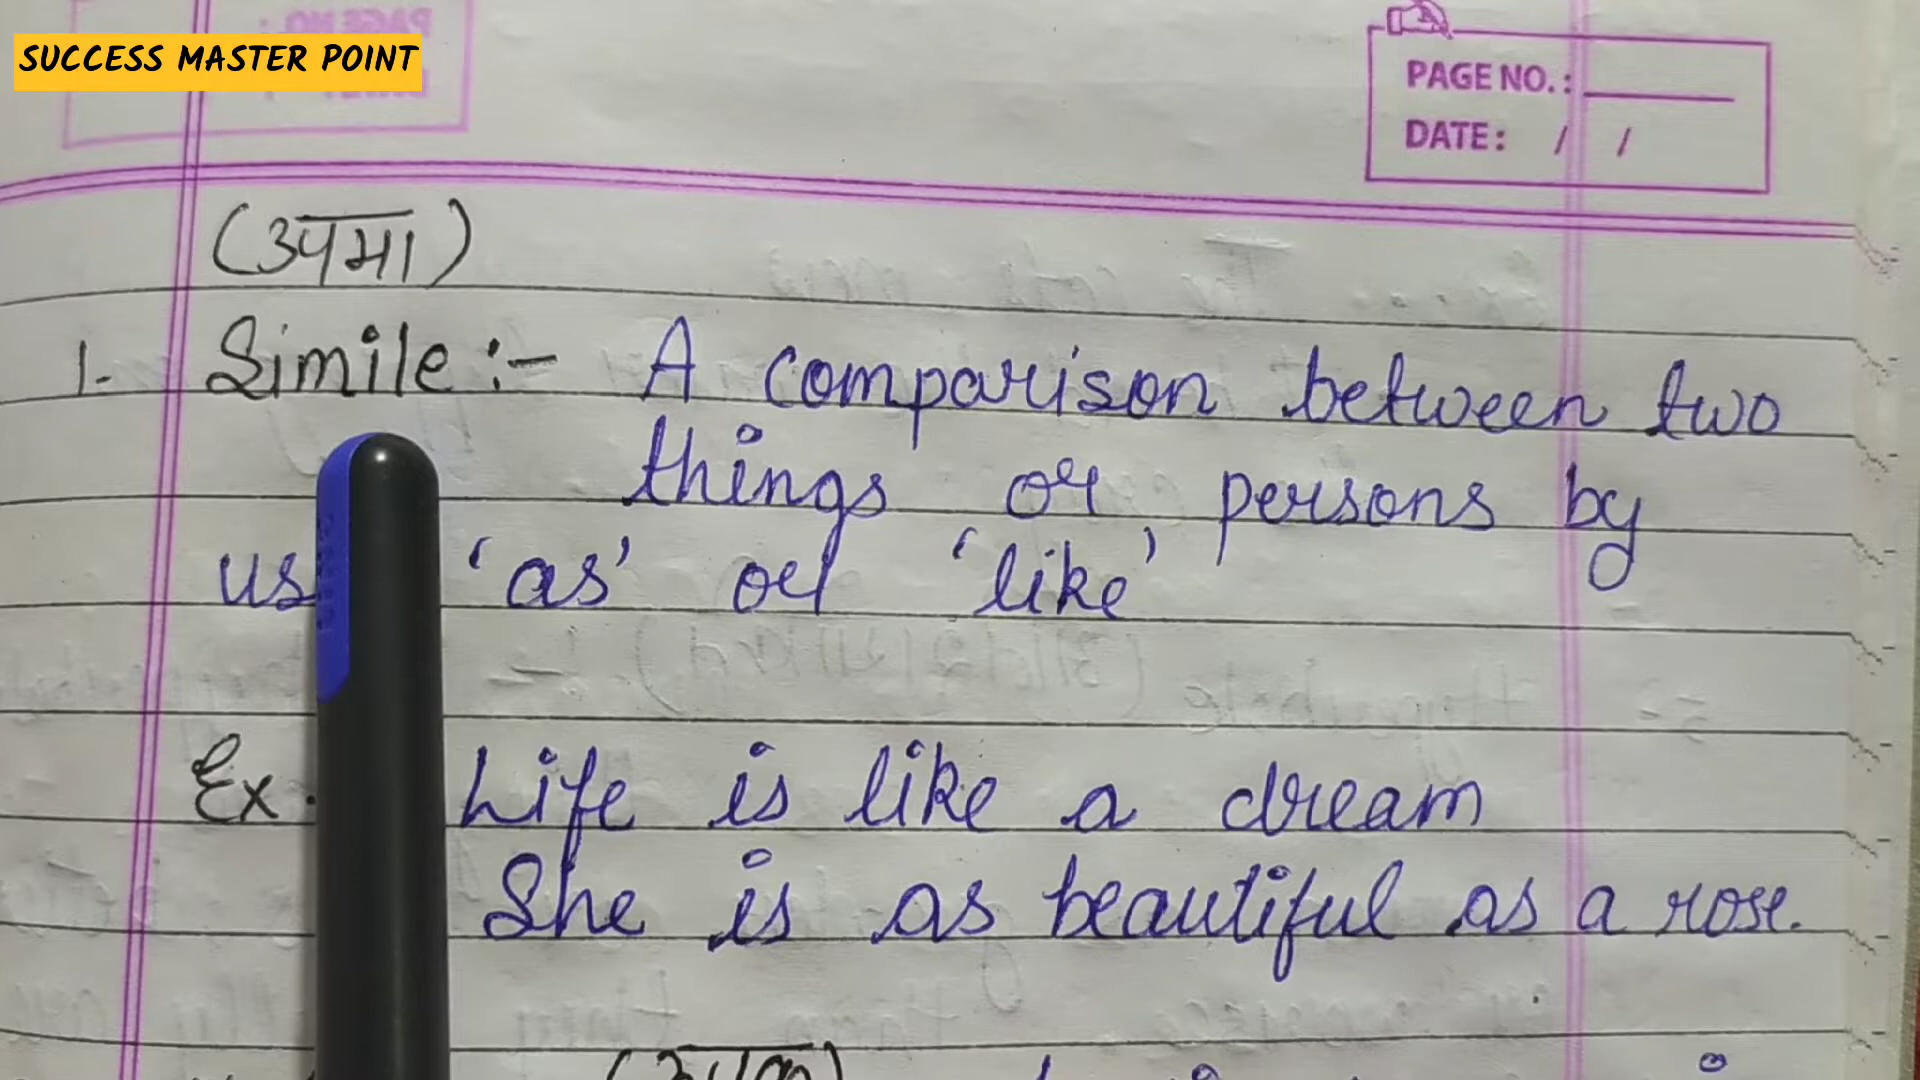 SUCCESS MASTER POINT
PAGE NO. :
DATE : / /
(उपमा)
1. Simile :- A comparison between two
things or persons by
us 'as' or 'like'
Ex. Life is like a dream
She is as beautiful as a rose.